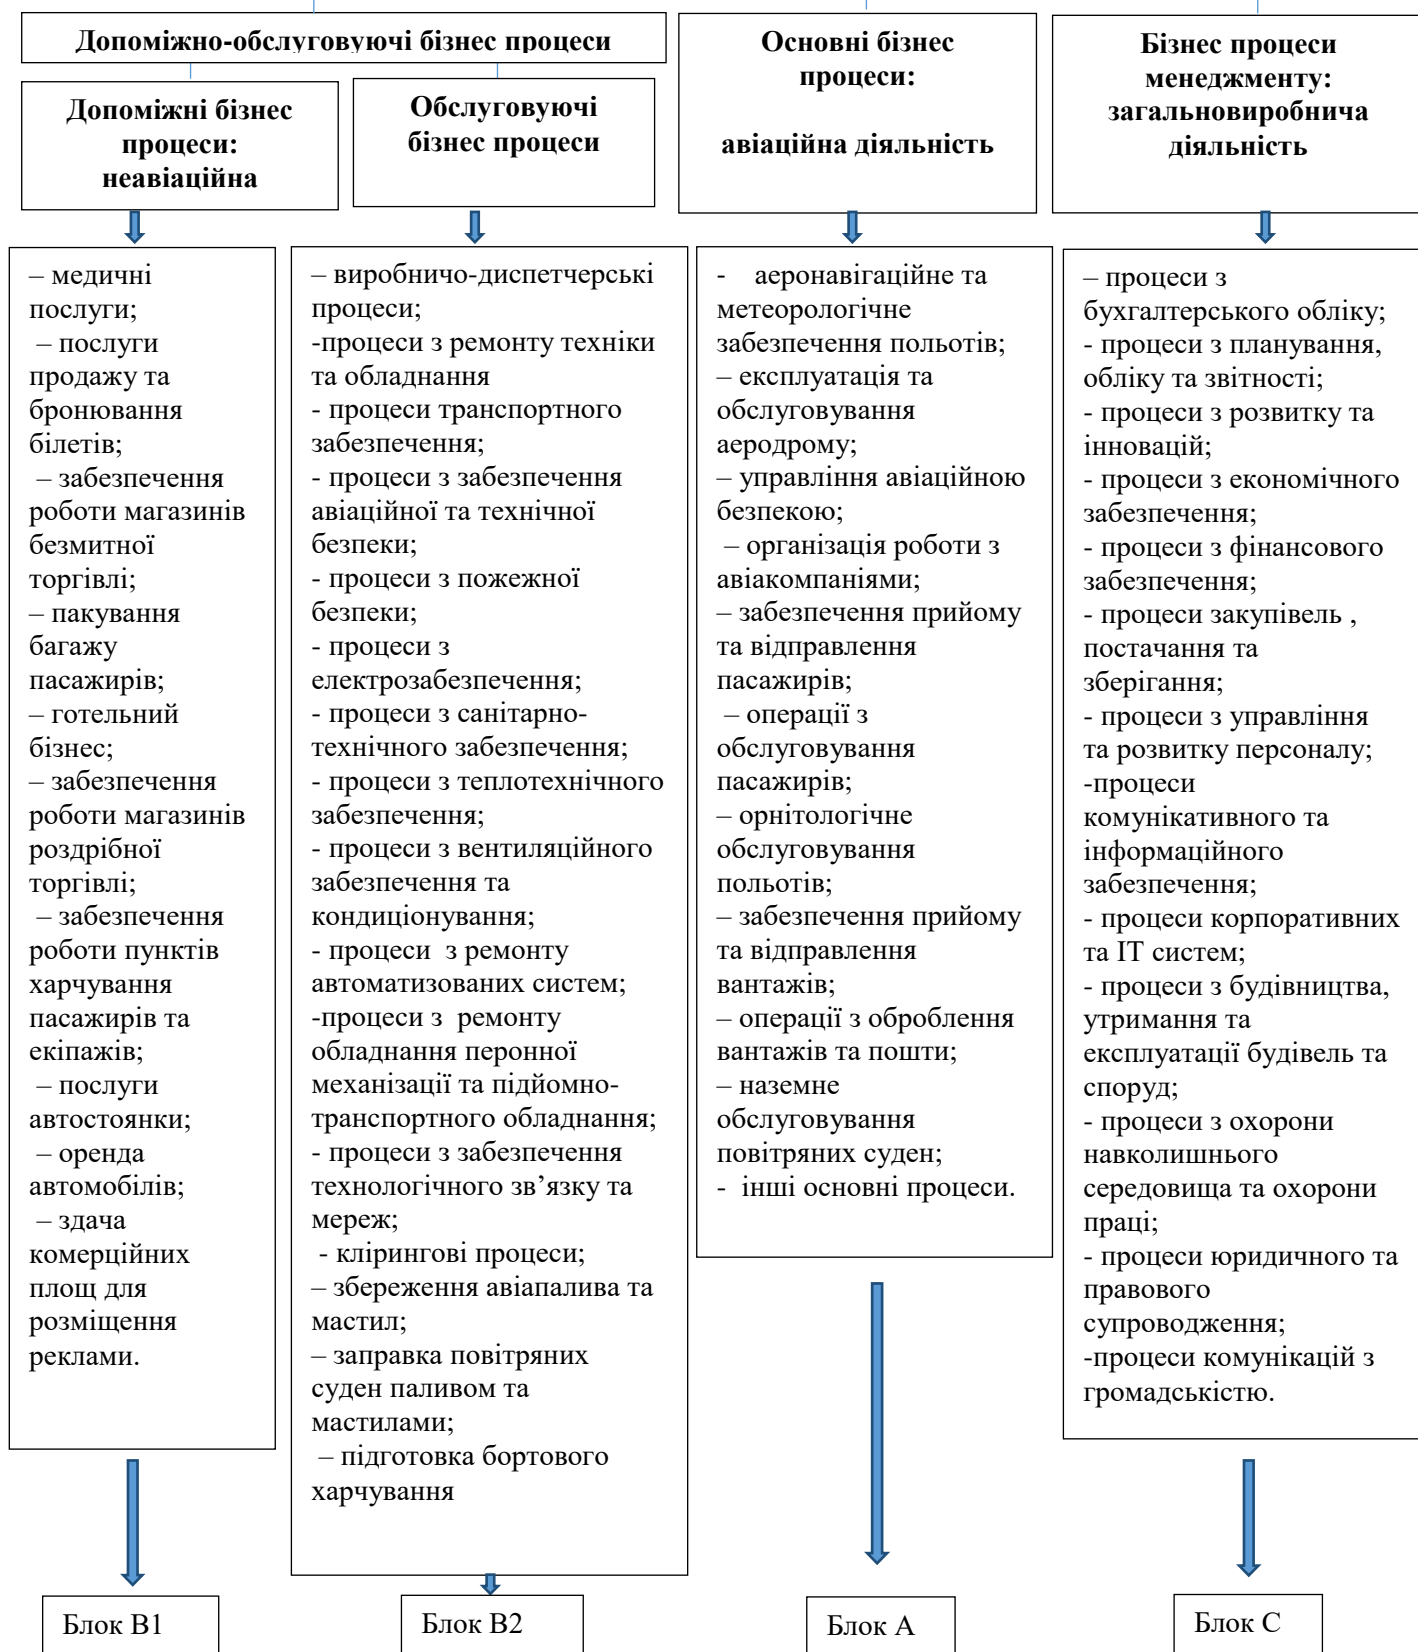 Допоміжно-обслуговуючі бізнес процеси
Допоміжні бізнес
процеси:
неавіаційна
Обслуговуючі
бізнес процеси
Основні бізнес
процеси:
авіаційна діяльність
Бізнес процеси
менеджменту:
загальновиробнича
діяльність
– медичні
послуги;
– послуги
продажу та
бронювання
білетів;
– забезпечення
роботи магазинів
безмитної
торгівлі;
– пакування
багажу
пасажирів;
– готельний
бізнес;
– забезпечення
роботи магазинів
роздрібної
торгівлі;
– забезпечення
роботи пунктів
харчування
пасажирів та
екіпажів;
– послуги
автостоянки;
– оренда
автомобілів;
– здача
комерційних
площ для
розміщення
реклами.
– виробничо-диспетчерські
процеси;
-процеси з ремонту техніки
та обладнання
- процеси транспортного
забезпечення;
- процеси з забезпечення
авіаційної та технічної
безпеки;
- процеси з пожежної
безпеки;
- процеси з
електрозабезпечення;
- процеси з санітарно-
технічного забезпечення;
- процеси з теплотехнічного
забезпечення;
- процеси з вентиляційного
забезпечення та
кондиціонування;
- процеси з ремонту
автоматизованих систем;
-процеси з ремонту
обладнання перонної
механізації та підйомно-
транспортного обладнання;
- процеси з забезпечення
технологічного зв’язку та
мереж;
- клірингові процеси;
– збереження авіапалива та
мастил;
– заправка повітряних
суден паливом та
мастилами;
– підготовка бортового
харчування
- аеронавігаційне та
метеорологічне
забезпечення польотів;
– експлуатація та
обслуговування
аеродрому;
– управління авіаційною
безпекою;
– організація роботи з
авіакомпаніями;
– забезпечення прийому
та відправлення
пасажирів;
– операції з
обслуговування
пасажирів;
– орнітологічне
обслуговування
польотів;
– забезпечення прийому
та відправлення
вантажів;
– операції з оброблення
вантажів та пошти;
– наземне
обслуговування
повітряних суден;
- інші основні процеси.
– процеси з
бухгалтерського обліку;
- процеси з планування,
обліку та звітності;
- процеси з розвитку та
інновацій;
- процеси з економічного
забезпечення;
- процеси з фінансового
забезпечення;
- процеси закупівель ,
постачання та
зберігання;
- процеси з управління
та розвитку персоналу;
-процеси
комунікативного та
інформаційного
забезпечення;
- процеси корпоративних
та ІТ систем;
- процеси з будівництва,
утримання та
експлуатації будівель та
споруд;
- процеси з охорони
навколишнього
середовища та охорони
праці;
- процеси юридичного та
правового
супроводження;
-процеси комунікацій з
громадськістю.
Блок В1
Блок В2
Блок А
Блок С